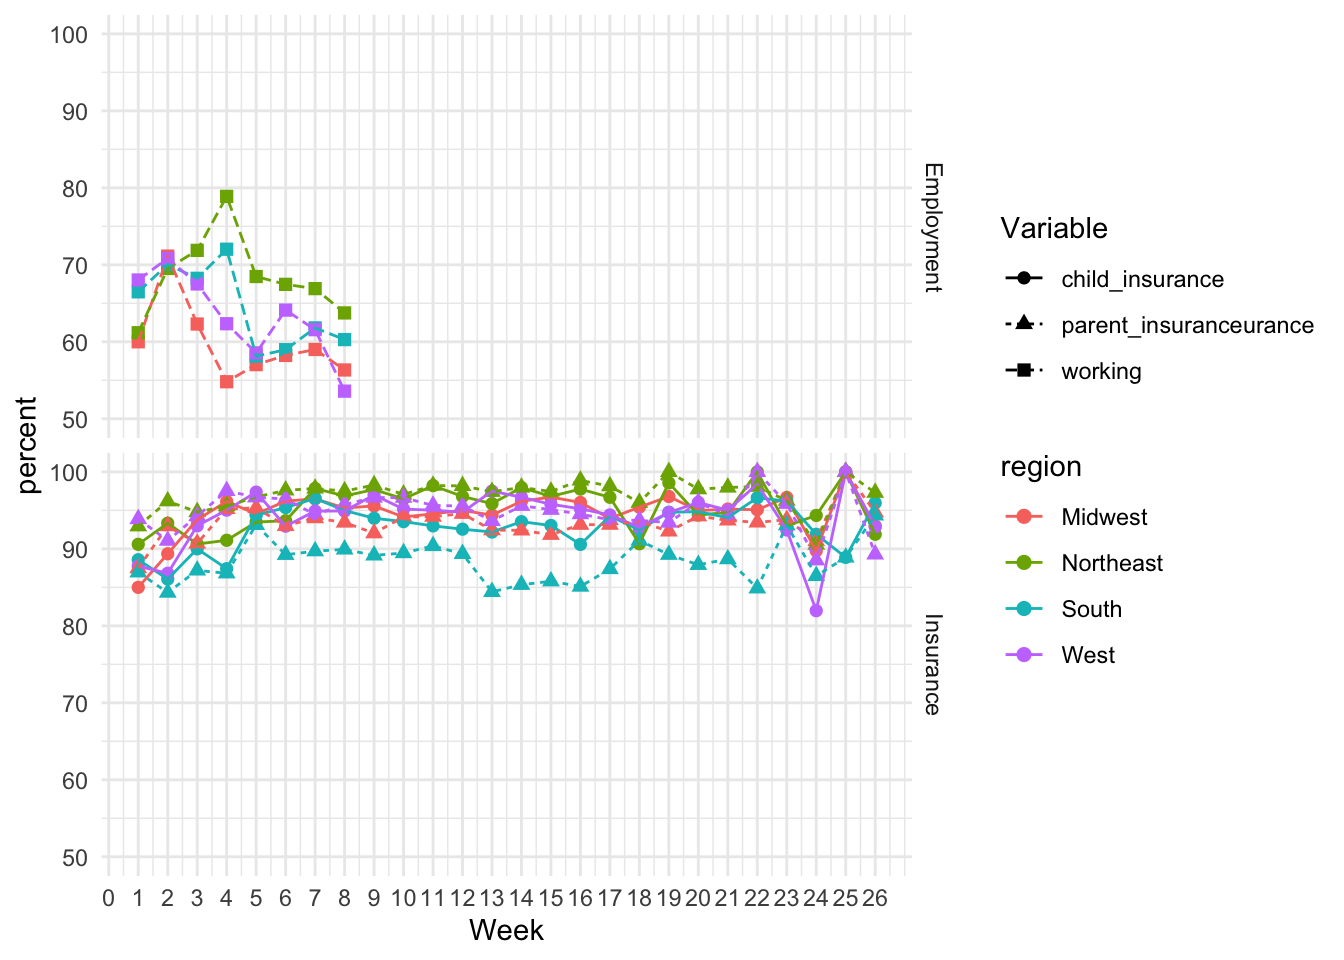 100
90
80
70
60
50
Employment
100
90
80
70
60
50
Insurance
percent
0 1 2 3 4 5 6 7 8 9 10 11 12 13 14 15 16 17 18 19 20 21 22 23 24 25 26
Week
Variable
child_insurance
parent_insuranceurance
working
region
Midwest
Northeast
South
West